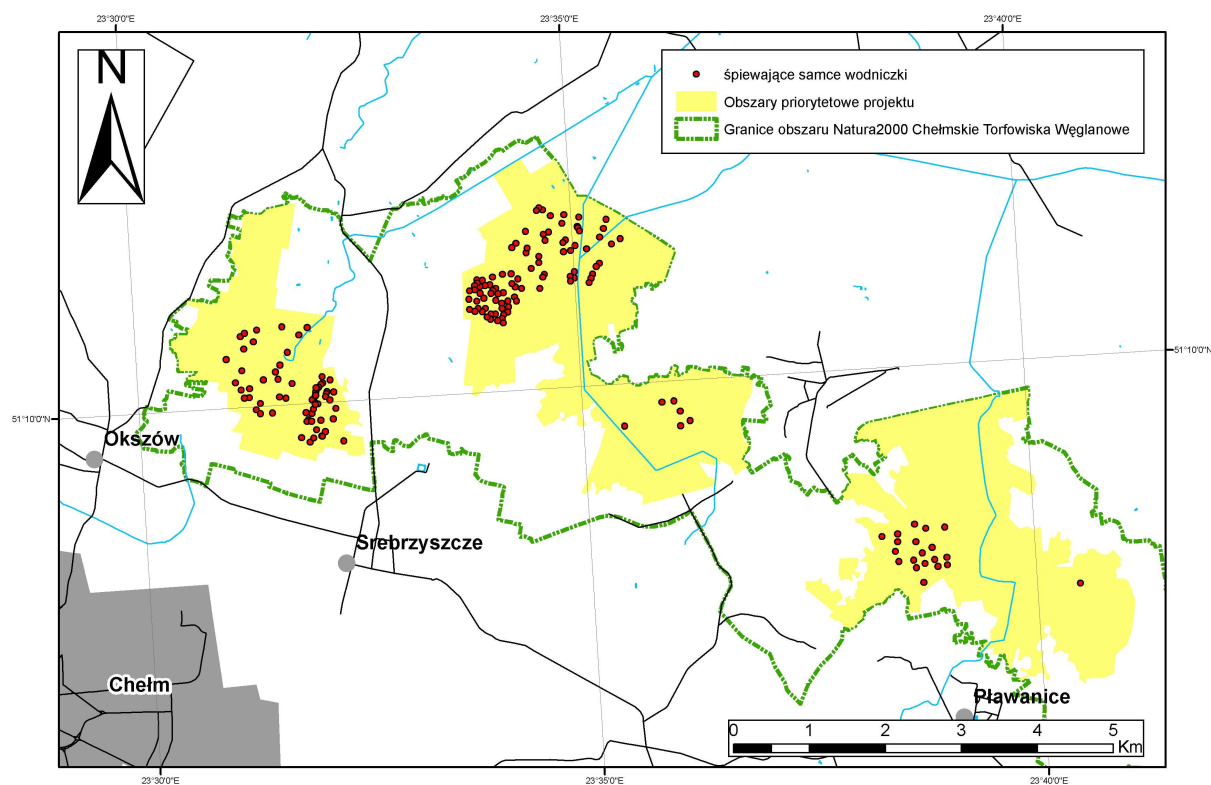 23°30'0"E
23°35'0"E
23°40'0"E
N
śpiewające samce wodniczki
Obszary priorytetowe projektu
Granice obszaru Natura2000 Chełmskie Torfowiska Węglanowe
51°10'0"N
51°10'0"N
Okszów
Srebrzyszcze
Chełm
Pławanice
0 1 2 3 4 5
Km
23°30'0"E
23°35'0"E
23°40'0"E